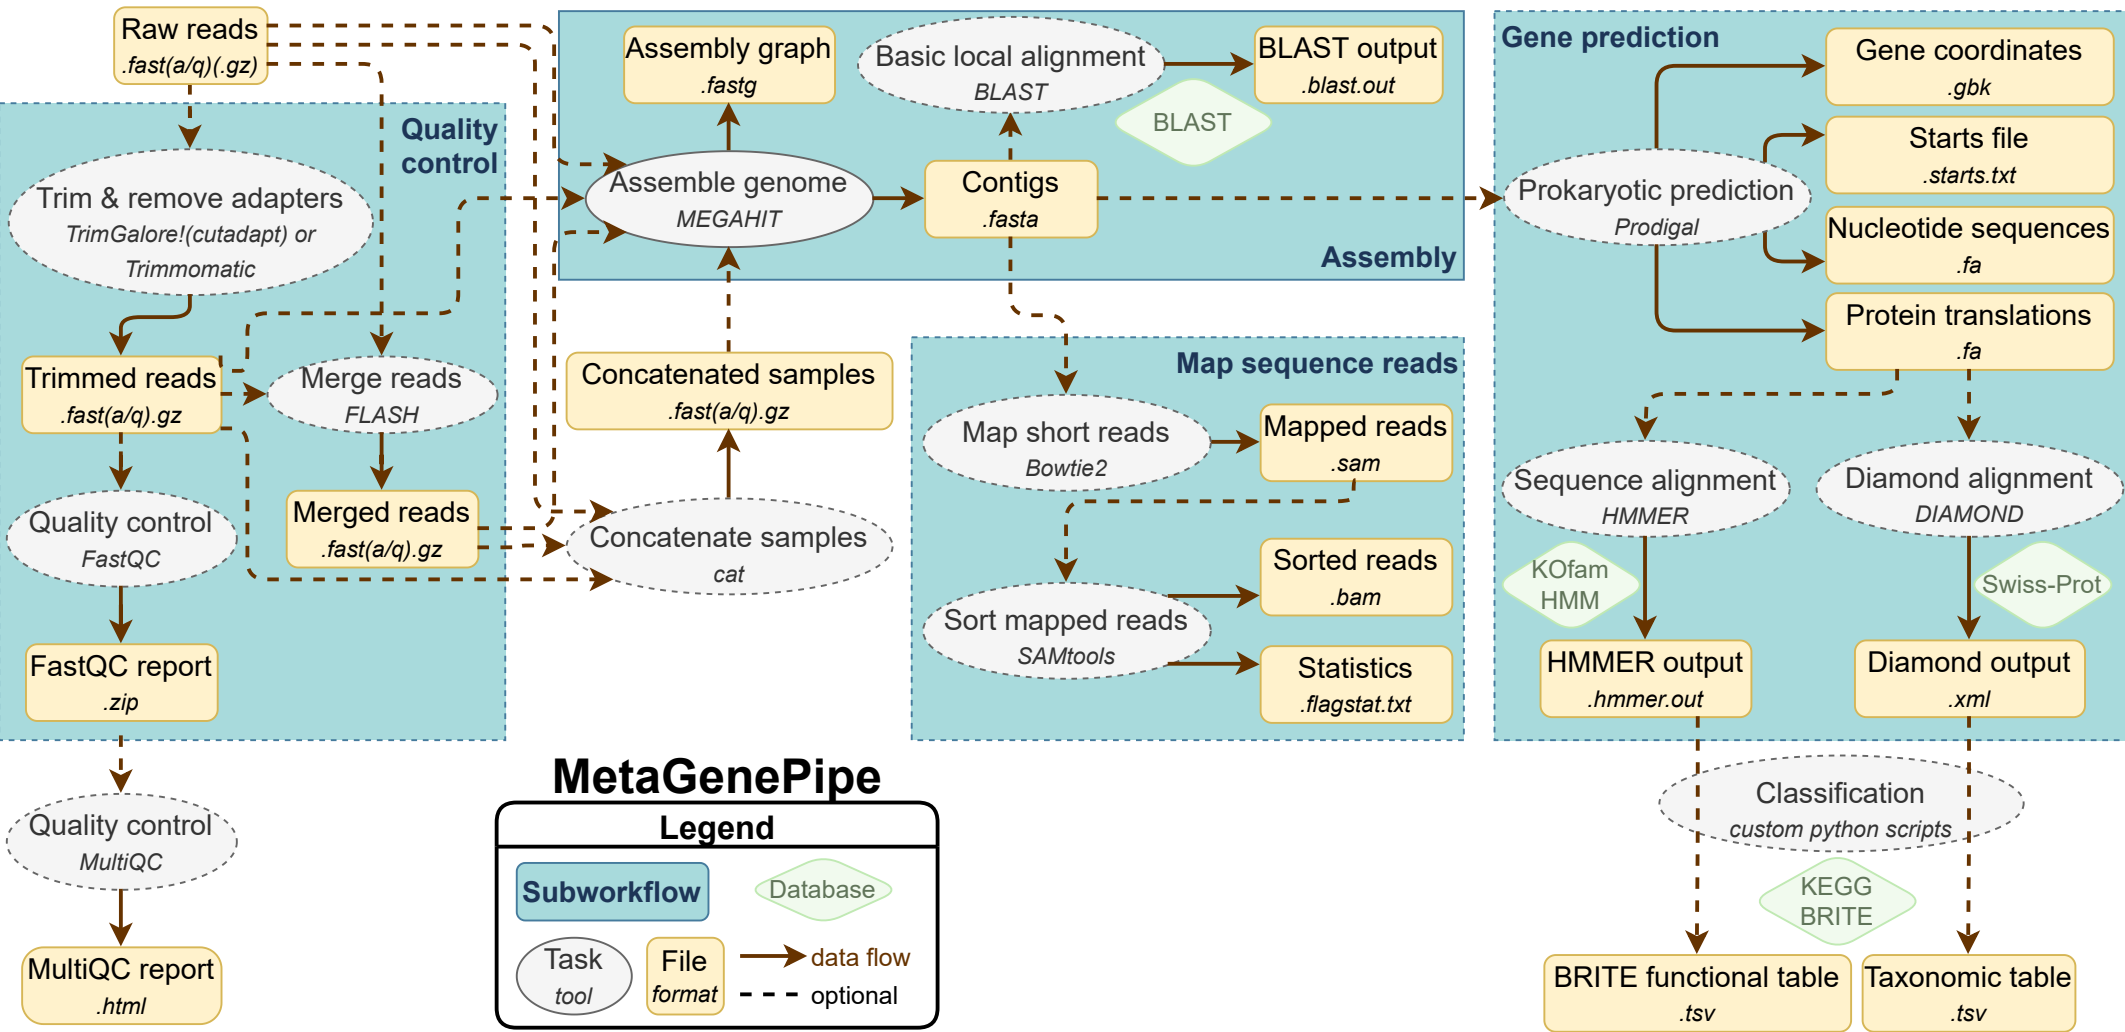 Raw reads
.fast(a/q)(.gz)
Quality
control
Trim & remove adapters
TrimGalore!(cutadapt) or
Trimmomatic
Trimmed reads
.fast(a/q).gz
Merge reads
FLASH
Quality control
FastQC
Merged reads
.fast(a/q).gz
FastQC report
.zip
Quality control
MultiQC
MultiQC report
.html
Assembly graph
.fastg
Basic local alignment
BLAST
BLAST output
.blast.out
BLAST
Assemble genome
MEGAHIT
Contigs
.fasta
Assembly
Concatenated samples
.fast(a/q).gz
Concatenate samples
cat
Map sequence reads
Map short reads
Bowtie2
Mapped reads
.sam
Sort mapped reads
SAMtools
Sorted reads
.bam
Statistics
.flagstat.txt
Gene prediction
Prokaryotic prediction
Prodigal
Gene coordinates
.gbk
Starts file
.starts.txt
Nucleotide sequences
.fa
Protein translations
.fa
Sequence alignment
HMMER
Diamond alignment
DIAMOND
KOfam
HMM
Swiss-Prot
HMMER output
.hmmer.out
Diamond output
.xml
Classification
custom python scripts
KEGG
BRITE
BRITE functional table
.tsv
Taxonomic table
.tsv
MetaGenePipe
Legend
Subworkflow
Database
Task
tool
File
format
data flow
optional